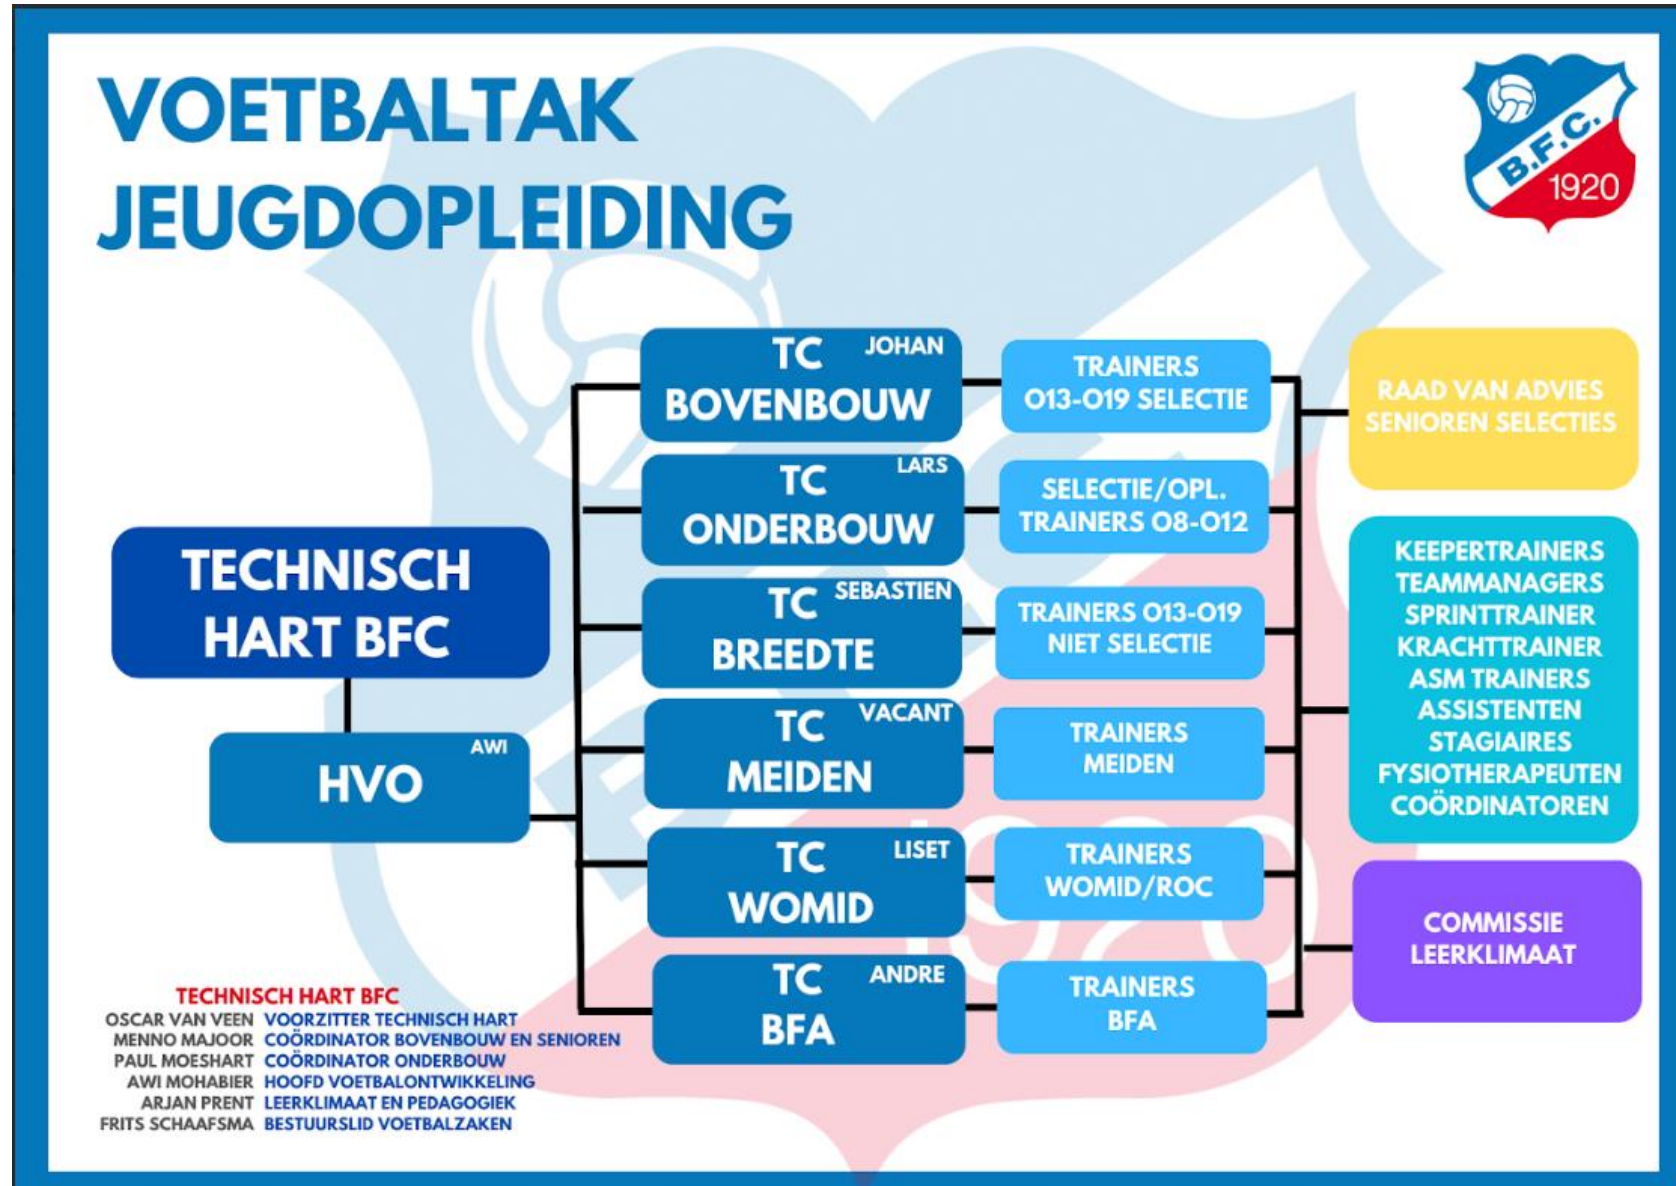 VOETBALTAK
JEUGDOPLEIDING
B.F.C.
1920
TECHNISCH
HART BFC
AWI
HVO
TC JOHAN
BOVENBOUW
TC LARS
ONDERBOUW
TC SEBASTIEN
BREEDTE
TC VACANT
MEIDEN
TC LISET
WOMID
TC ANDRE
BFA
TRAINERS
O13-O19 SELECTIE
SELECTIE/OPL.
TRAINERS O8-O12
TRAINERS O13-O19
NIET SELECTIE
TRAINERS
MEIDEN
TRAINERS
WOMID/ROC
TRAINERS
BFA
RAAD VAN ADVIES
SENIOREN SELECTIES
KEEPERTRAINERS
TEAMMANAGERS
SPRINTTRAINER
KRACHTTRAINER
ASM TRAINERS
ASSISTENTEN
STAGIAIRES
FYSIOTHERAPEUTEN
COÖRDINATOREN
COMMISSIE
LEERKLIMAAT
TECHNISCH HART BFC
OSCAR VAN VEEN VOORZITTER TECHNISCH HART
MENNO MAJOOR COÖRDINATOR BOVENBOUW EN SENIOREN
PAUL MOESHART COÖRDINATOR ONDERBOUW
AWI MOHABIER HOOFD VOETBALONTWIKKELING
ARJAN PRENT LEERKLIMAAT EN PEDAGOGIEK
FRITS SCHAAFSMA BESTUURSLID VOETBALZAKEN
1920